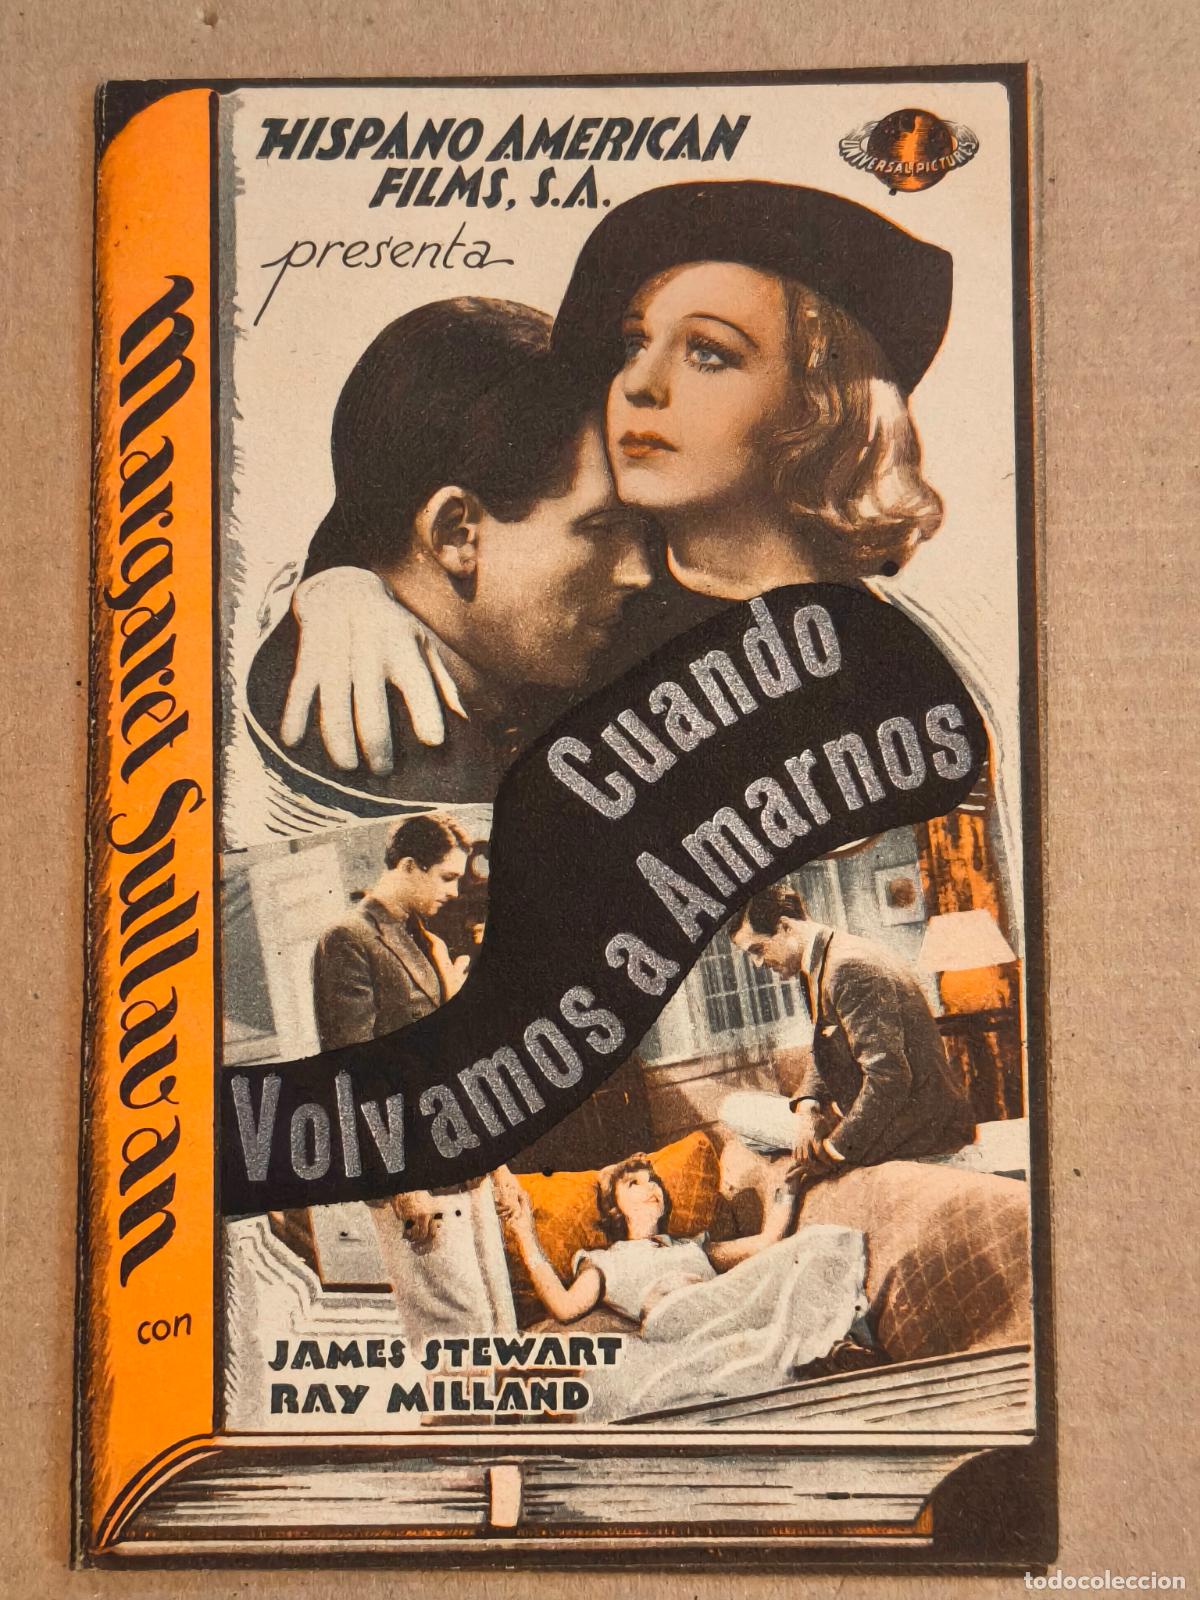 HISPANO AMERICAN
FILMS, S.A.
presenta
UNIVERSAL PICTURES
Margaret Sullavan
con
Cuando
Volvamos a Amarnos
JAMES STEWART
RAY MILLAND
todocoleccion